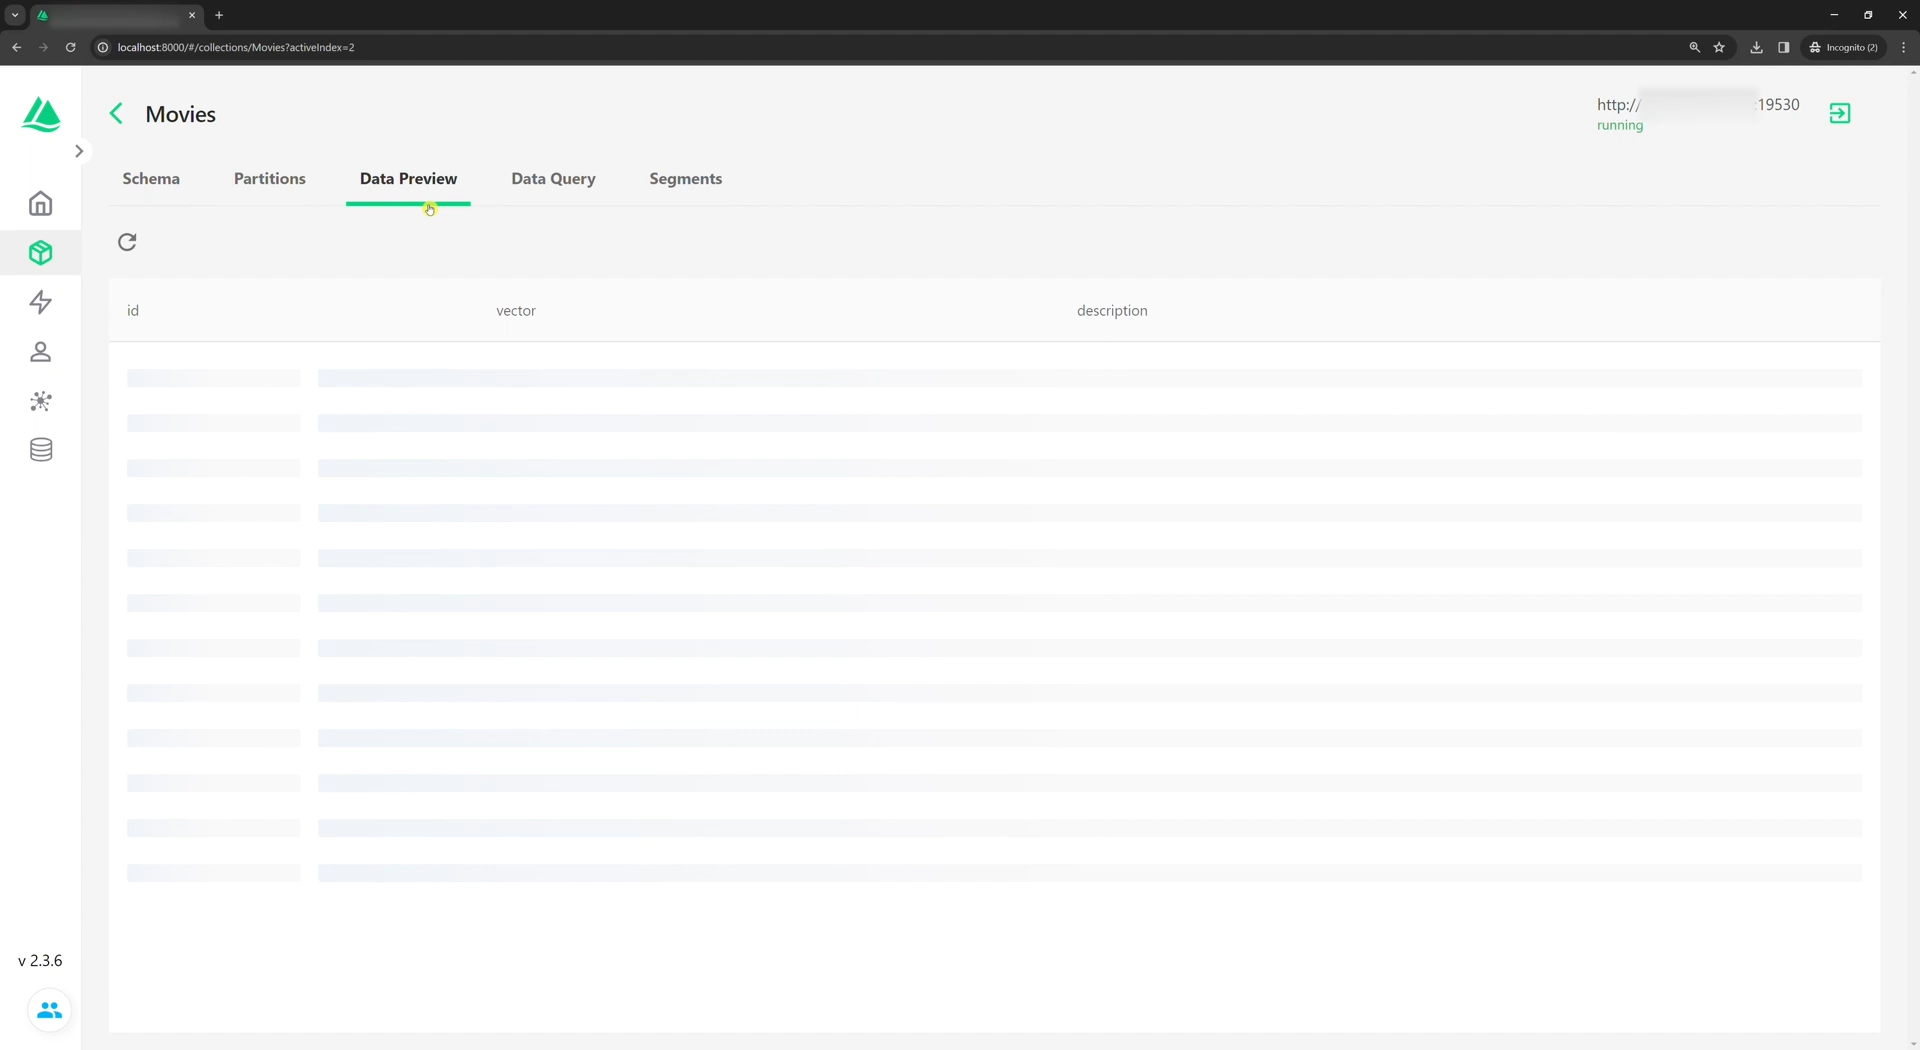 localhost:8000/#/collections/Movies?activeIndex=2
Incognito (2)
Movies
http:// :19530
running
Schema Partitions Data Preview Data Query Segments
id vector description
v 2.3.6